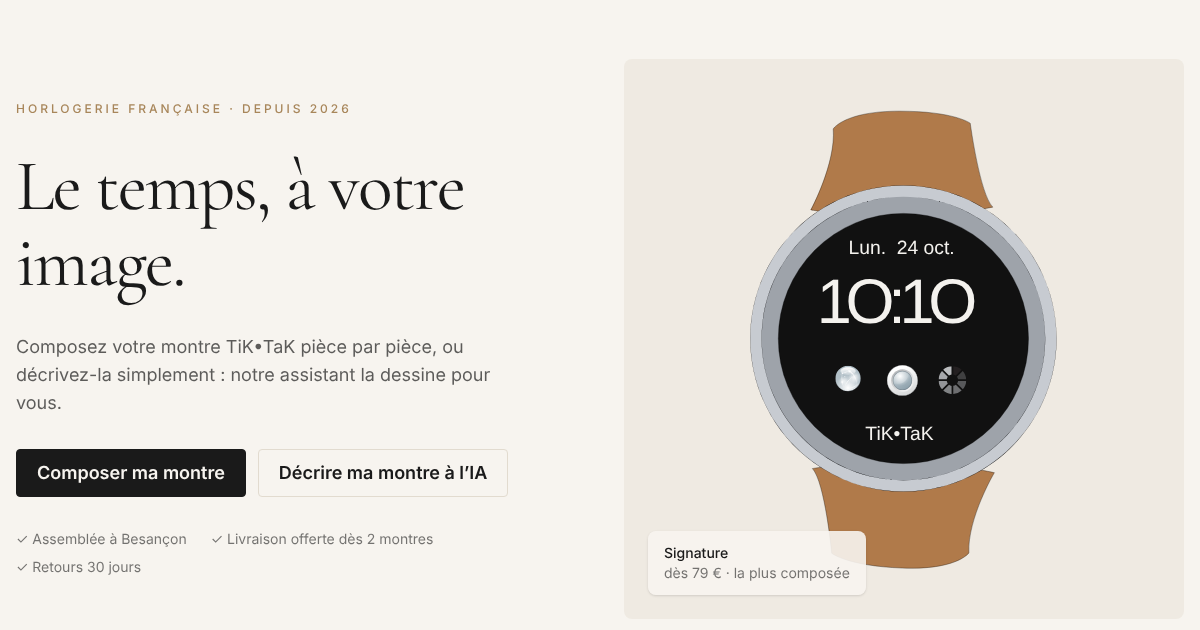 HORLOGERIE FRANÇAISE · DEPUIS 2026
Le temps, à votre
image.
Composez votre montre TiK•TaK pièce par pièce, ou
décrivez-la simplement : notre assistant la dessine pour
vous.
Composer ma montre
Décrire ma montre à l’IA
✓ Assemblée à Besançon
✓ Livraison offerte dès 2 montres
✓ Retours 30 jours
Lun. 24 oct.
10:10
TiK•TaK
Signature
dès 79 € · la plus composée